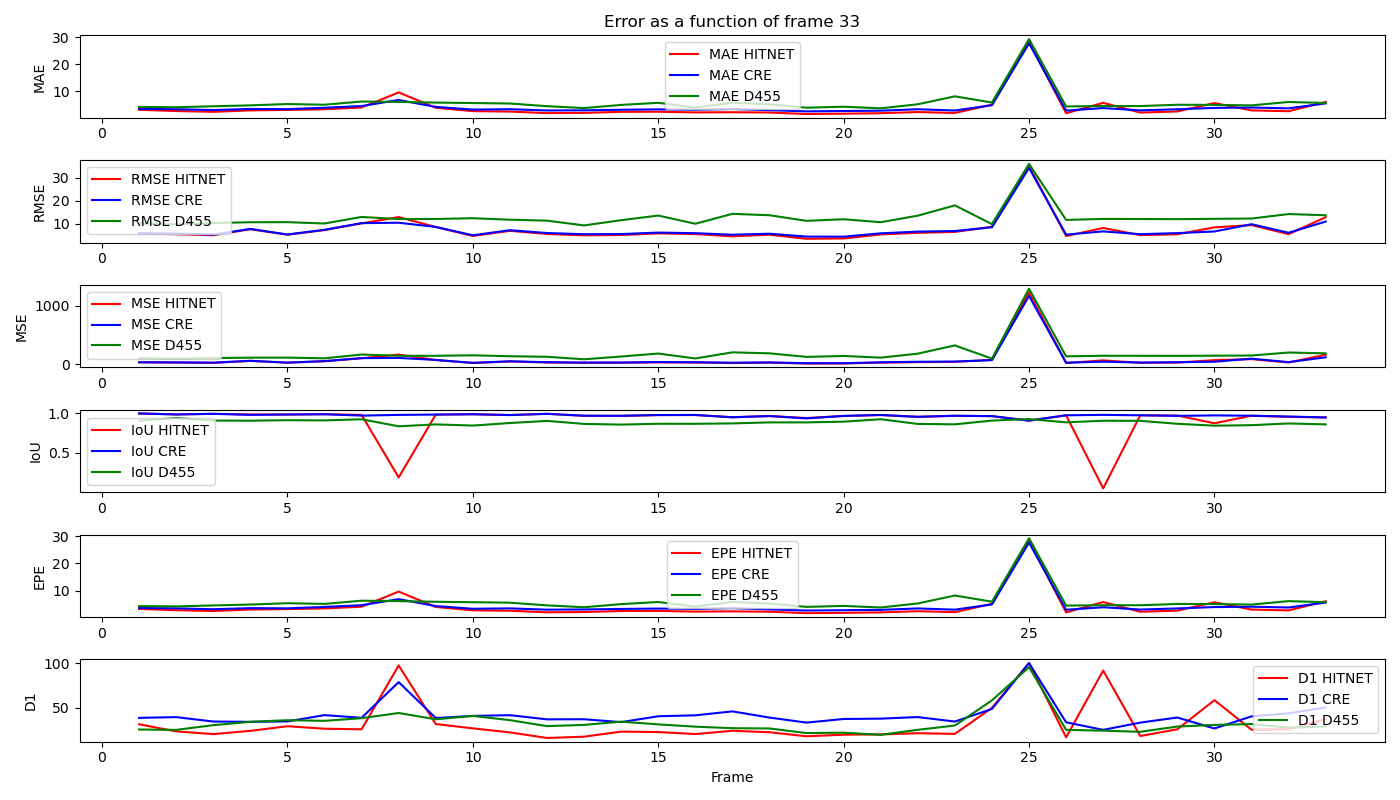 Error as a function of frame 33
MAE
30
20
10
MAE HITNET
MAE CRE
MAE D455
0 5 10 15 20 25 30
RMSE
30
20
10
RMSE HITNET
RMSE CRE
RMSE D455
0 5 10 15 20 25 30
MSE
1000
0
MSE HITNET
MSE CRE
MSE D455
0 5 10 15 20 25 30
IoU
1.0
0.5
IoU HITNET
IoU CRE
IoU D455
0 5 10 15 20 25 30
EPE
30
20
10
EPE HITNET
EPE CRE
EPE D455
0 5 10 15 20 25 30
D1
100
50
D1 HITNET
D1 CRE
D1 D455
0 5 10 15 20 25 30
Frame